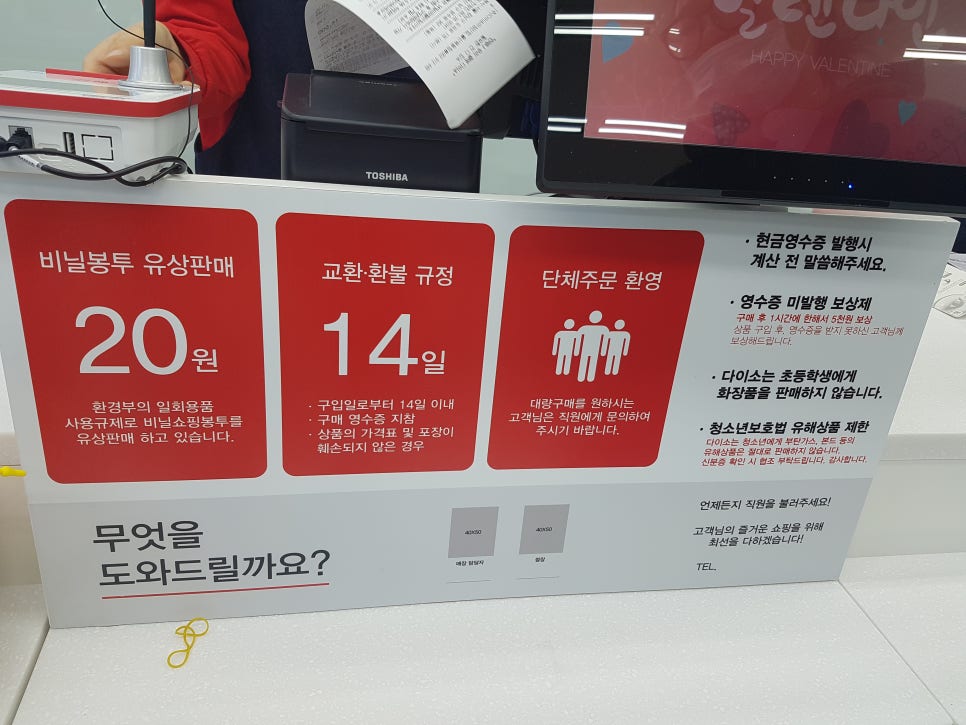 발렌타인
HAPPY VALENTINE
TOSHIBA
비닐봉투 유상판매
20원
환경부의 일회용품
사용규제로 비닐쇼핑봉투를
유상판매 하고 있습니다.
교환·환불 규정
14일
· 구입일로부터 14일 이내
· 구매 영수증 지참
· 상품의 가격표 및 포장이
훼손되지 않은 경우
단체주문 환영
대량구매를 원하시는
고객님은 직원에게 문의하여
주시기 바랍니다.
· 현금영수증 발행시
계산 전 말씀해주세요.
· 영수증 미발행 보상제
구매 후 1시간에 한해서 5천원 보상
상품 구입 후, 영수증을 받지 못하신 고객님께
보상해드립니다.
· 다이소는 초등학생에게
화장품을 판매하지 않습니다.
· 청소년보호법 유해상품 제한
다이소는 청소년에게 부탄가스, 본드 등의
유해상품은 절대로 판매하지 않습니다.
신분증 확인 시 협조 부탁드립니다. 감사합니다.
무엇을
도와드릴까요?
40X50
매장 담당자
40X50
점장
언제든지 직원을 불러주세요!
고객님의 즐거운 쇼핑을 위해
최선을 다하겠습니다!
TEL.